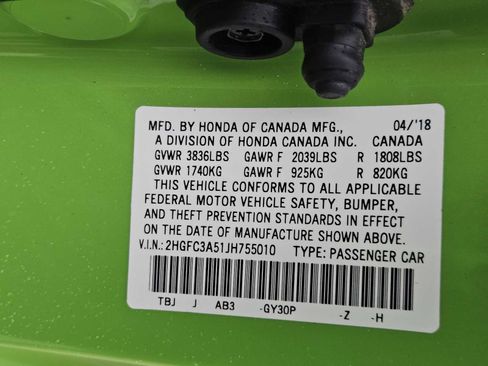 MFD. BY HONDA OF CANADA MFG., 04/'18
A DIVISION OF HONDA CANADA INC. CANADA
GVWR 3836LBS GAWR F 2039LBS R 1808LBS
GVWR 1740KG GAWR F 925KG R 820KG
THIS VEHICLE CONFORMS TO ALL APPLICABLE
FEDERAL MOTOR VEHICLE SAFETY, BUMPER,
AND THEFT PREVENTION STANDARDS IN EFFECT
ON THE DATE OF MANUFACTURE SHOWN ABOVE.
V.I.N.: 2HGFC3A51JH755010 TYPE: PASSENGER CAR
TBJ J AB3 -GY30P -Z -H